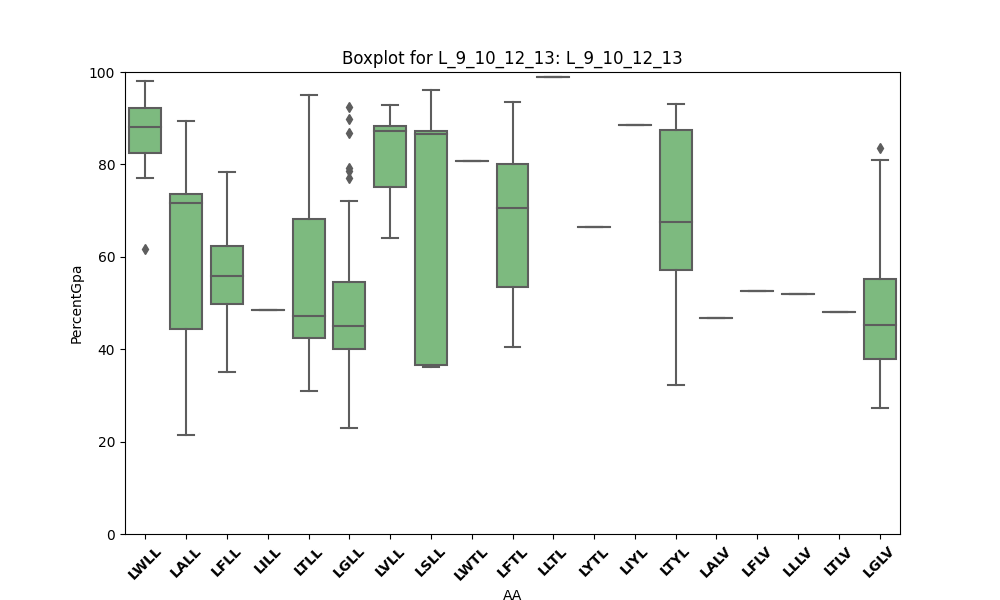 Boxplot for L_9_10_12_13: L_9_10_12_13
PercentGpa
100
80
60
40
20
0
LWLL LALL LFLL LILL LTLL LGLL LVLL LSLL LWTL LFTL LLTL LYTL LIYL LTYL LALV LFLV LLLV LTLV LGLV
AA